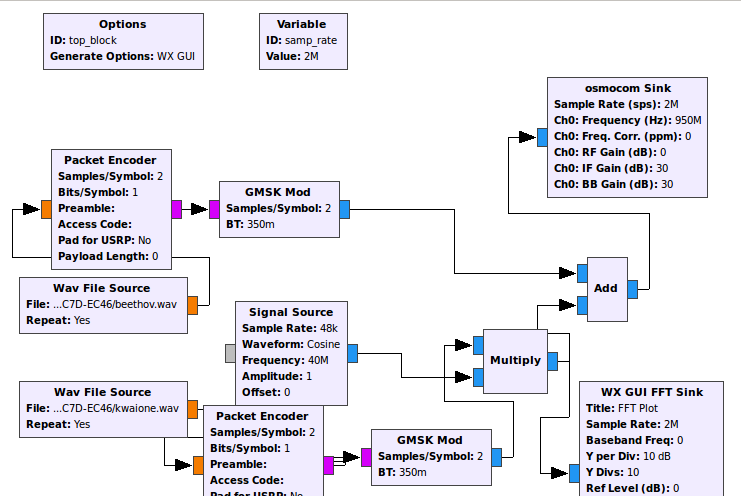 Options
ID: top_block
Generate Options: WX GUI
Variable
ID: samp_rate
Value: 2M
osmocom Sink
Sample Rate (sps): 2M
Ch0: Frequency (Hz): 950M
Ch0: Freq. Corr. (ppm): 0
Ch0: RF Gain (dB): 0
Ch0: IF Gain (dB): 30
Ch0: BB Gain (dB): 30
Packet Encoder
Samples/Symbol: 2
Bits/Symbol: 1
Preamble:
Access Code:
Pad for USRP: No
Payload Length: 0
GMSK Mod
Samples/Symbol: 2
BT: 350m
Add
Wav File Source
File: ...C7D-EC46/beethov.wav
Repeat: Yes
Signal Source
Sample Rate: 48k
Waveform: Cosine
Frequency: 40M
Amplitude: 1
Offset: 0
Multiply
Wav File Source
File: ...C7D-EC46/kwaione.wav
Repeat: Yes
Packet Encoder
Samples/Symbol: 2
Bits/Symbol: 1
Preamble:
Access Code:
Pad for USRP: No
GMSK Mod
Samples/Symbol: 2
BT: 350m
WX GUI FFT Sink
Title: FFT Plot
Sample Rate: 2M
Baseband Freq: 0
Y per Div: 10 dB
Y Divs: 10
Ref Level (dB): 0